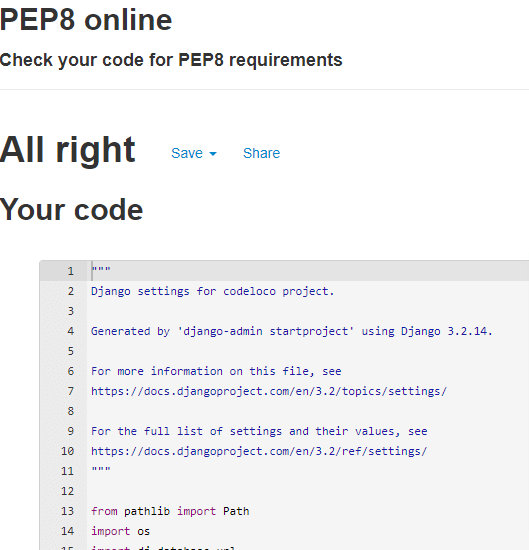 PEP8 online
Check your code for PEP8 requirements
All right Save Share
Your code
1 """
2 Django settings for codeloco project.
3
4 Generated by 'django-admin startproject' using Django 3.2.14.
5
6 For more information on this file, see
7 https://docs.djangoproject.com/en/3.2/topics/settings/
8
9 For the full list of settings and their values, see
10 https://docs.djangoproject.com/en/3.2/ref/settings/
11 """
12
13 from pathlib import Path
14 import os
15 import dj_database_url